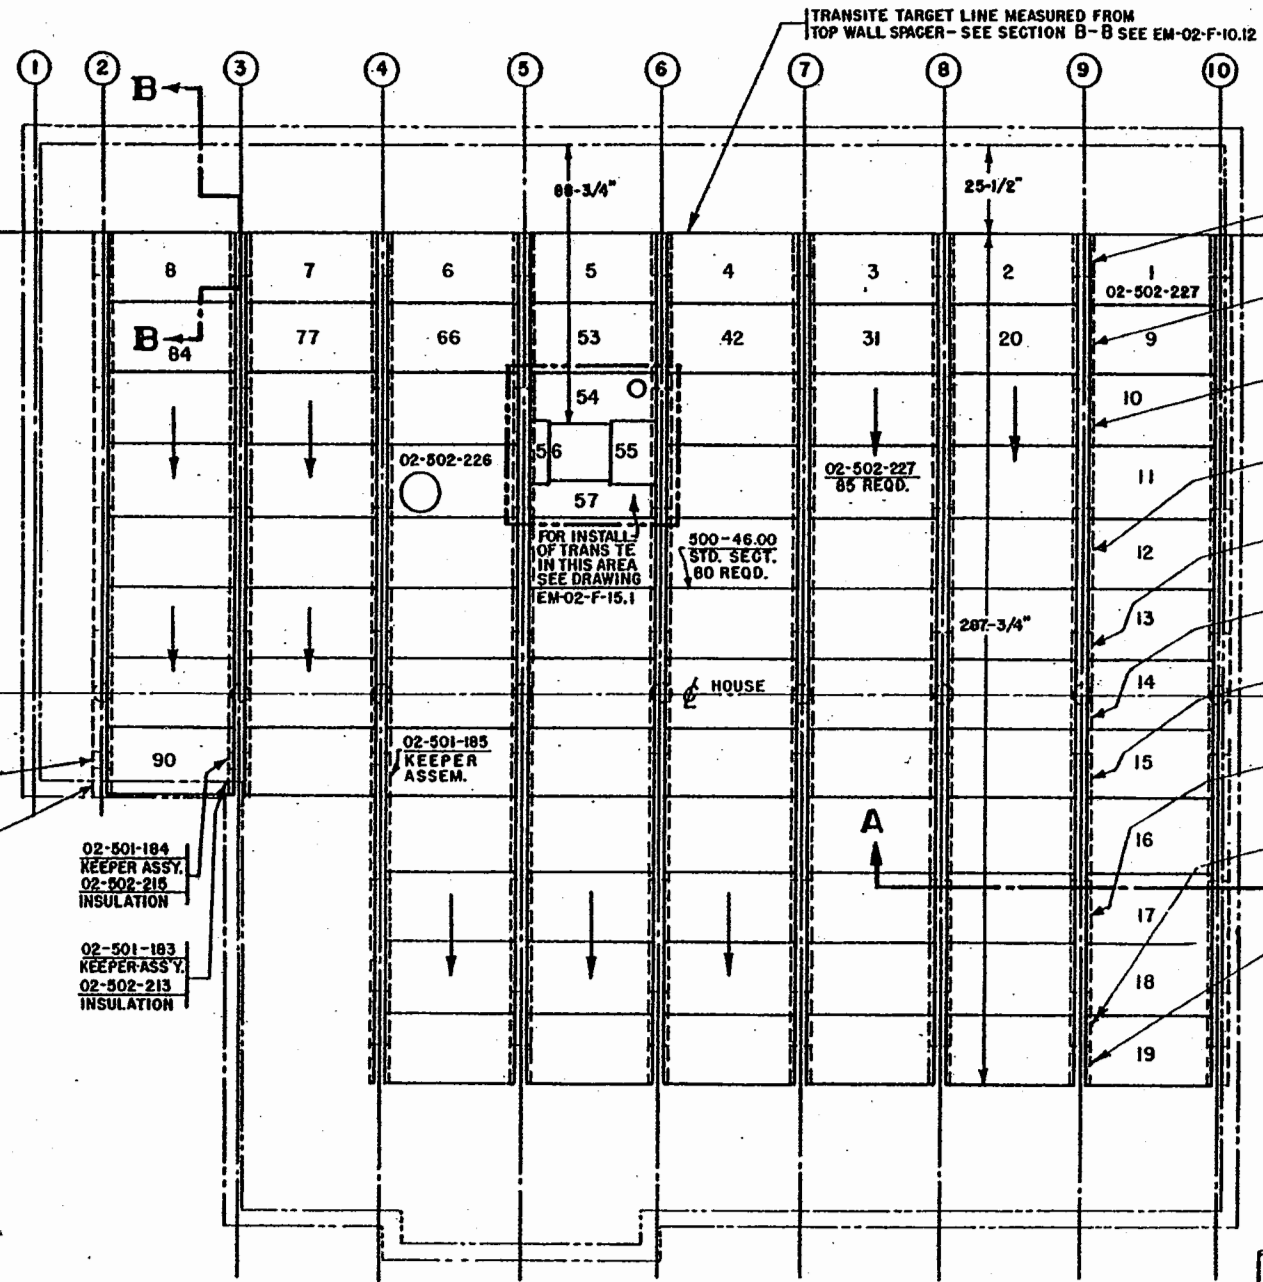 TRANSITE TARGET LINE MEASURED FROM
TOP WALL SPACER - SEE SECTION B-B SEE EM-02-F-10.12
1 2 3 4 5 6 7 8 9 10
B
88-3/4"
25-1/2"
8 7 6 5 4 3 2 1
02-502-227
B
84 77 66 53 42 31 20 9
54
10
02-502-226
56 55
02-502-227
85 REQD.
11
57
FOR INSTALL.
OF TRANS TE
IN THIS AREA
SEE DRAWING
EM-02-F-15.1
500-46.00
STD. SECT.
80 REQD.
12
287-3/4"
13
℄ HOUSE
14
90
02-501-185
KEEPER
ASSEM.
15
A
16
02-501-184
KEEPER ASSY.
02-502-215
INSULATION
17
02-501-183
KEEPER ASS'Y.
02-502-213
INSULATION
18
19